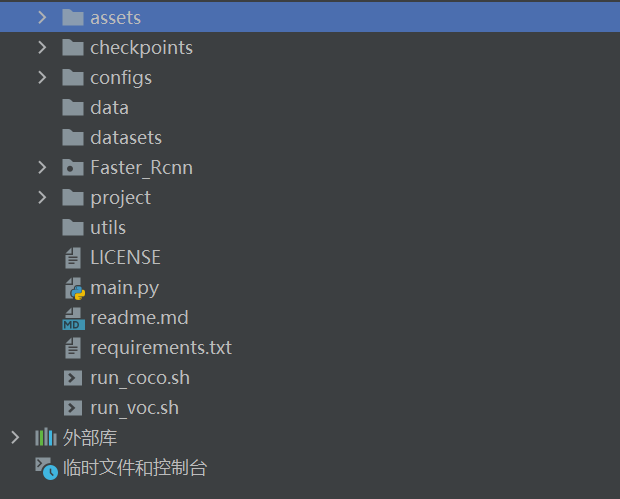 assets
checkpoints
configs
data
datasets
Faster_Rcnn
project
utils
LICENSE
main.py
MD readme.md
requirements.txt
run_coco.sh
run_voc.sh
外部库
临时文件和控制台